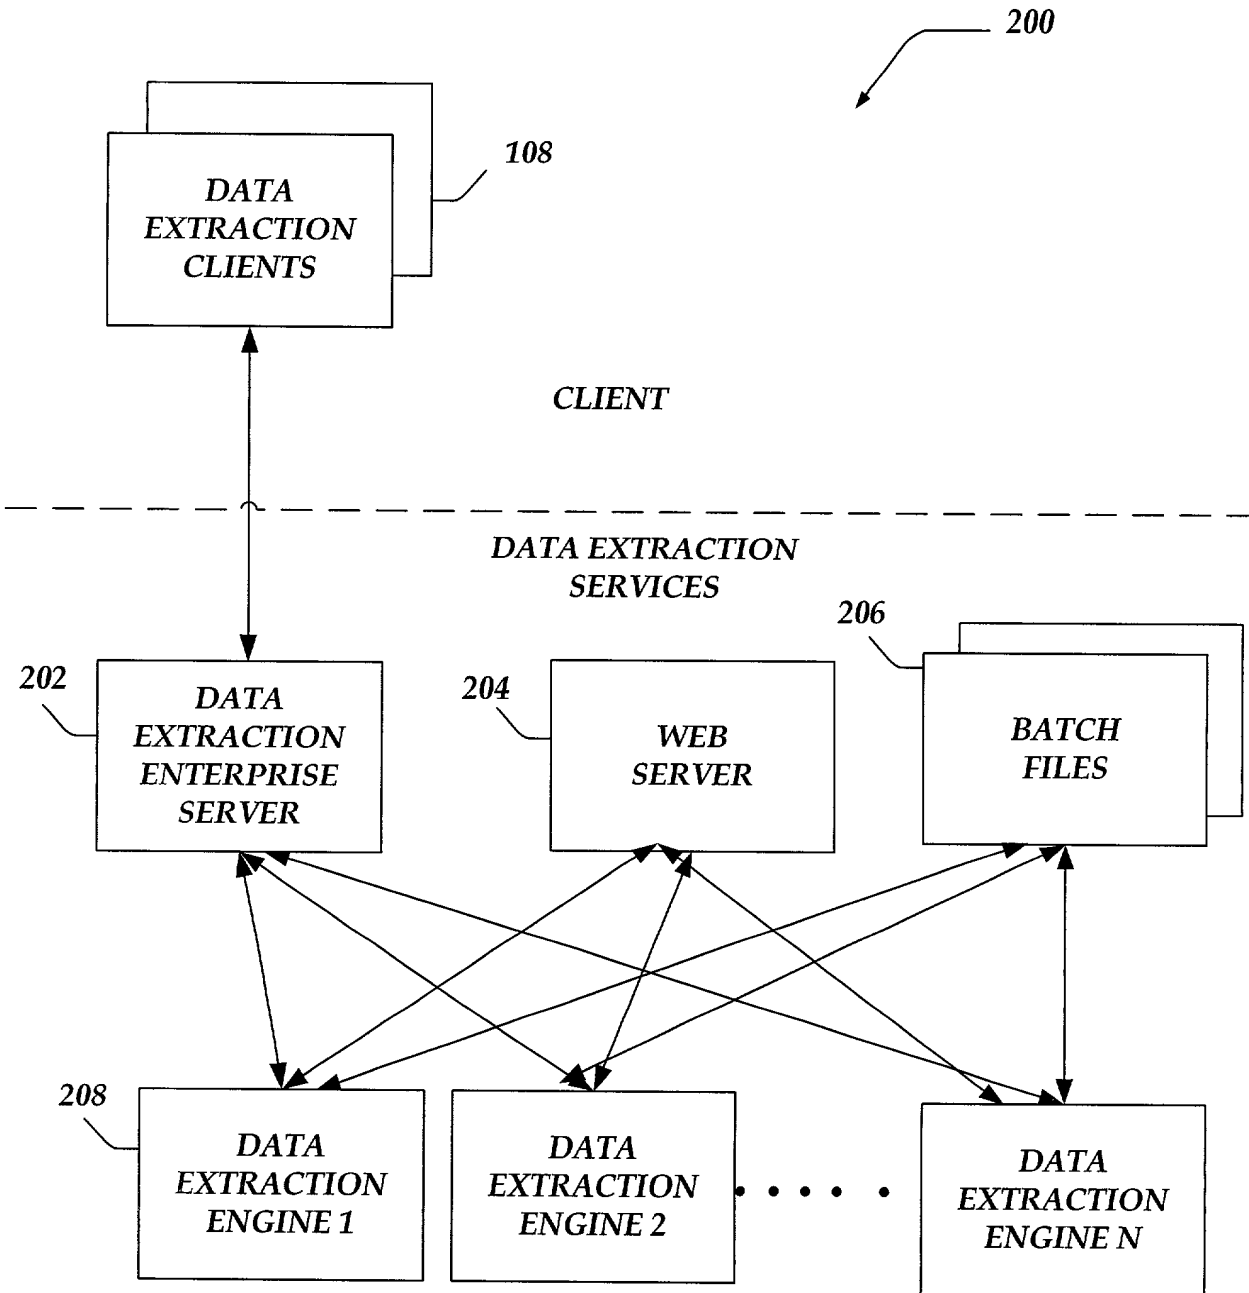 200
108
DATA
EXTRACTION
CLIENTS
CLIENT
DATA EXTRACTION
SERVICES
206
202
DATA
EXTRACTION
ENTERPRISE
SERVER
204
WEB
SERVER
BATCH
FILES
208
DATA
EXTRACTION
ENGINE 1
DATA
EXTRACTION
ENGINE 2
DATA
EXTRACTION
ENGINE N